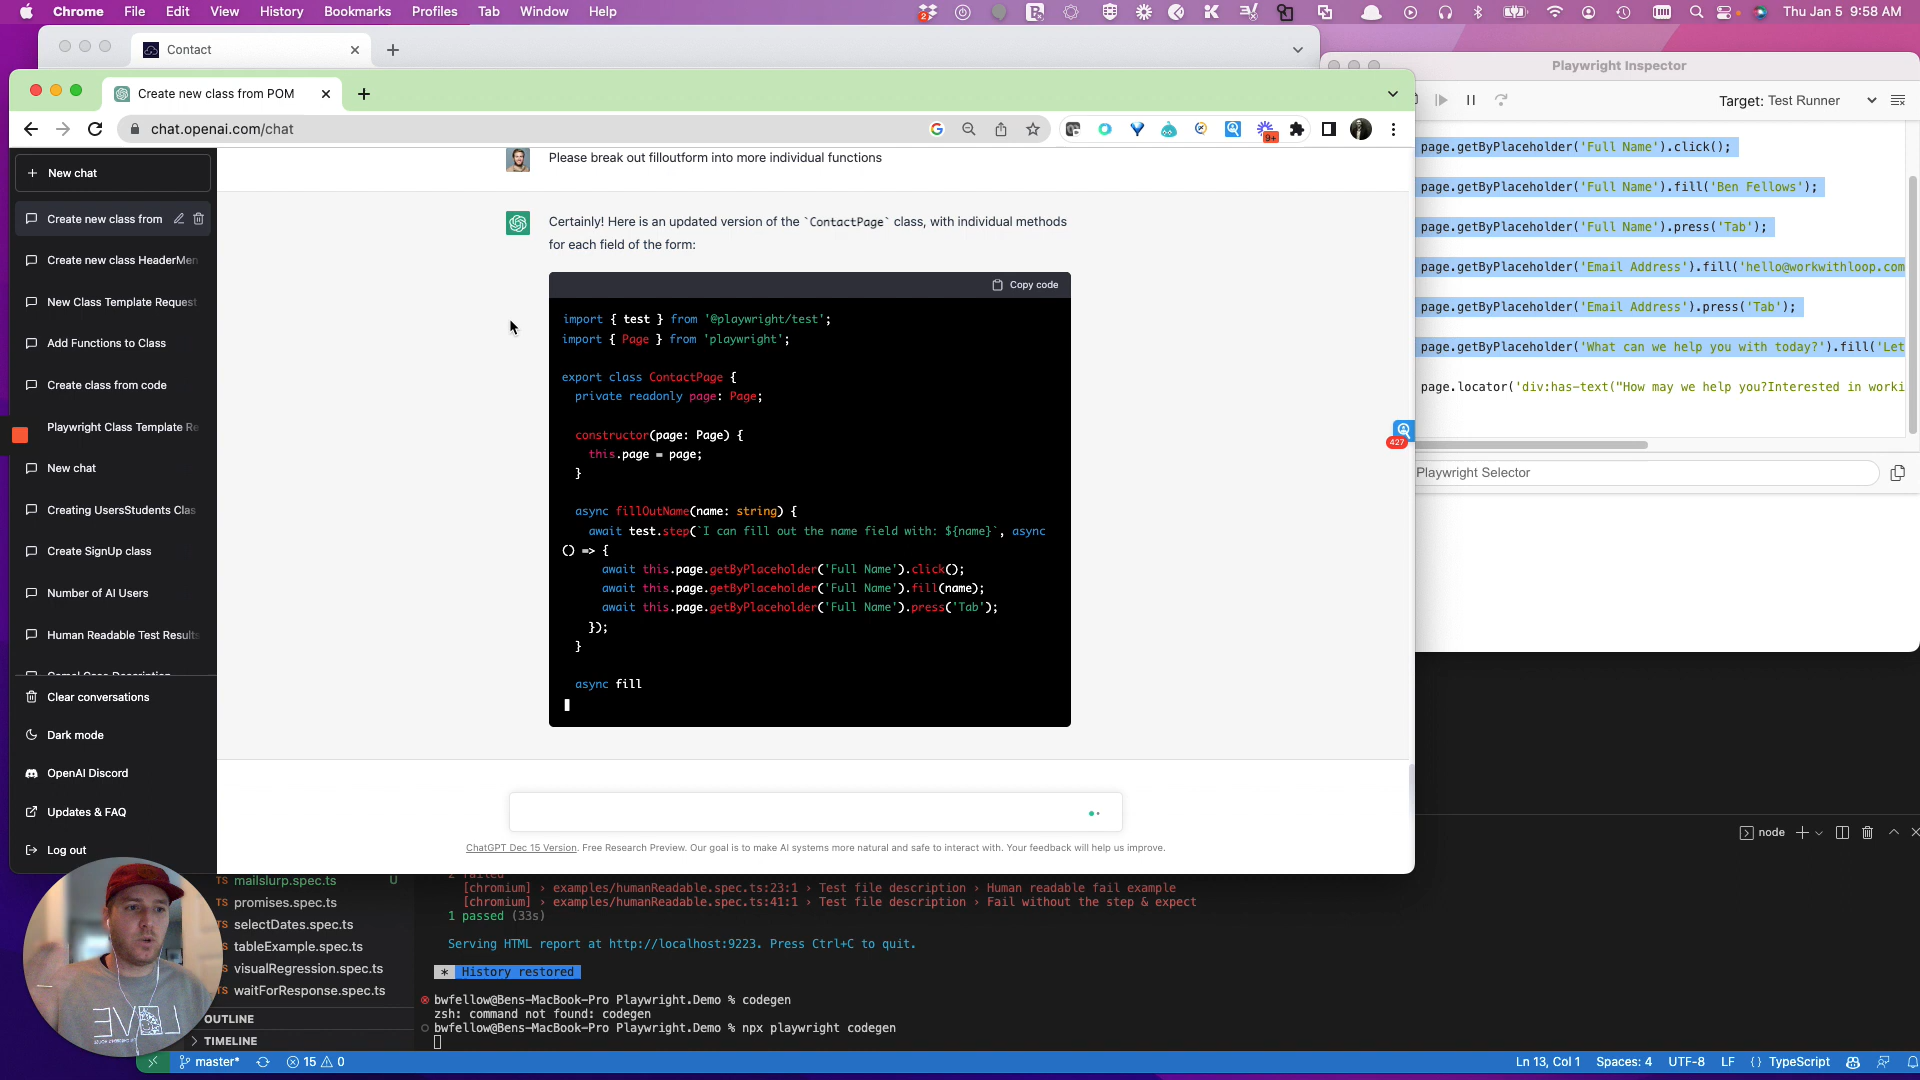 Chrome File Edit View History Bookmarks Profiles Tab Window Help
2
Thu Jan 5 9:58 AM
Contact
Playwright Inspector
Create new class from POM
Target: Test Runner
chat.openai.com/chat
9+
New chat
Create new class from
Create new class HeaderMen
New Class Template Request
Add Functions to Class
Create class from code
Playwright Class Template Re
New chat
Creating UsersStudents Clas
Create SignUp class
Number of AI Users
Human Readable Test Results
Camel Case Description
Clear conversations
Dark mode
OpenAI Discord
Updates & FAQ
Log out
Please break out filloutform into more individual functions
Certainly! Here is an updated version of the `ContactPage` class, with individual methods
for each field of the form:
Copy code
import { test } from '@playwright/test';
import { Page } from 'playwright';
export class ContactPage {
private readonly page: Page;
constructor(page: Page) {
this.page = page;
}
async fillOutName(name: string) {
await test.step(`I can fill out the name field with: ${name}`, async
() => {
await this.page.getByPlaceholder('Full Name').click();
await this.page.getByPlaceholder('Full Name').fill(name);
await this.page.getByPlaceholder('Full Name').press('Tab');
});
}
async fill
ChatGPT Dec 15 Version. Free Research Preview. Our goal is to make AI systems more natural and safe to interact with. Your feedback will help us improve.
page.getByPlaceholder('Full Name').click();
page.getByPlaceholder('Full Name').fill('Ben Fellows');
page.getByPlaceholder('Full Name').press('Tab');
page.getByPlaceholder('Email Address').fill('hello@workwithloop.com
page.getByPlaceholder('Email Address').press('Tab');
page.getByPlaceholder('What can we help you with today?').fill('Let
page.locator('div:has-text("How may we help you?Interested in worki
427
Playwright Selector
node
TS mailslurp.spec.ts U
promises.spec.ts
selectDates.spec.ts
tableExample.spec.ts
visualRegression.spec.ts
TS waitForResponse.spec.ts
OUTLINE
TIMELINE
2 failed
[chromium] › examples/humanReadable.spec.ts:23:1 › Test file description › Human readable fail example
[chromium] › examples/humanReadable.spec.ts:41:1 › Test file description › Fail without the step & expect
1 passed (33s)
Serving HTML report at http://localhost:9223. Press Ctrl+C to quit.
* History restored
bwfellow@Bens-MacBook-Pro Playwright.Demo % codegen
zsh: command not found: codegen
bwfellow@Bens-MacBook-Pro Playwright.Demo % npx playwright codegen
master* 15 0
Ln 13, Col 1 Spaces: 4 UTF-8 LF {} TypeScript